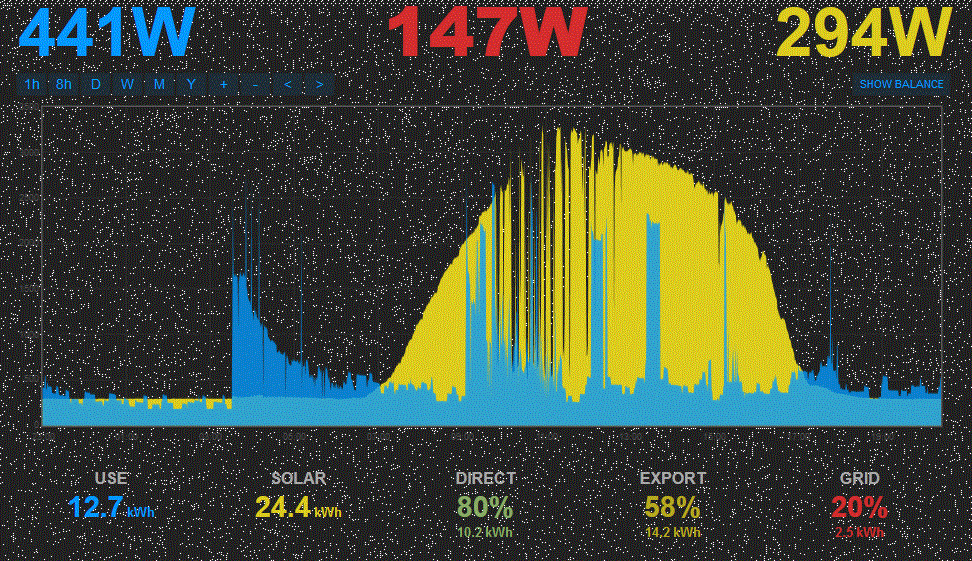 441W 147W 294W
1h 8h D W M Y + - < > SHOW BALANCE
USE SOLAR DIRECT EXPORT GRID
12.7 kWh 24.4 kWh 80% 58% 20%
10.2 kWh 14.2 kWh 2.5 kWh